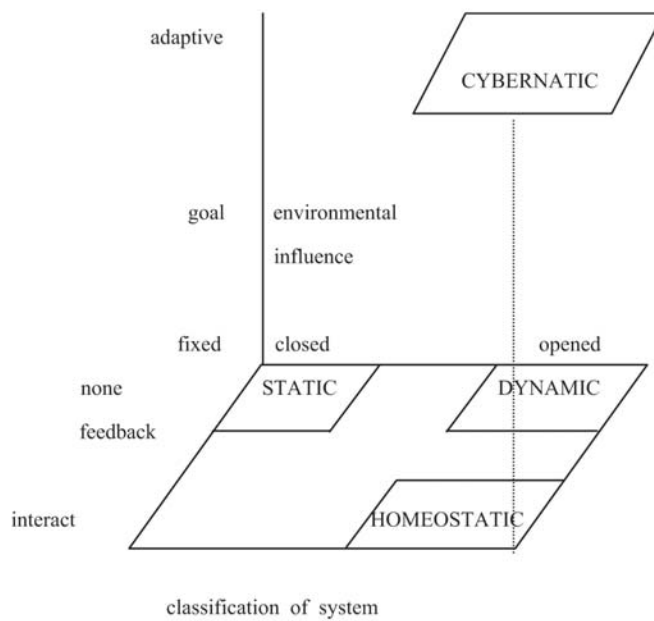 adaptive
CYBERNATIC
goal environmental
influence
fixed closed opened
none STATIC DYNAMIC
feedback
interact HOMEOSTATIC
classification of system